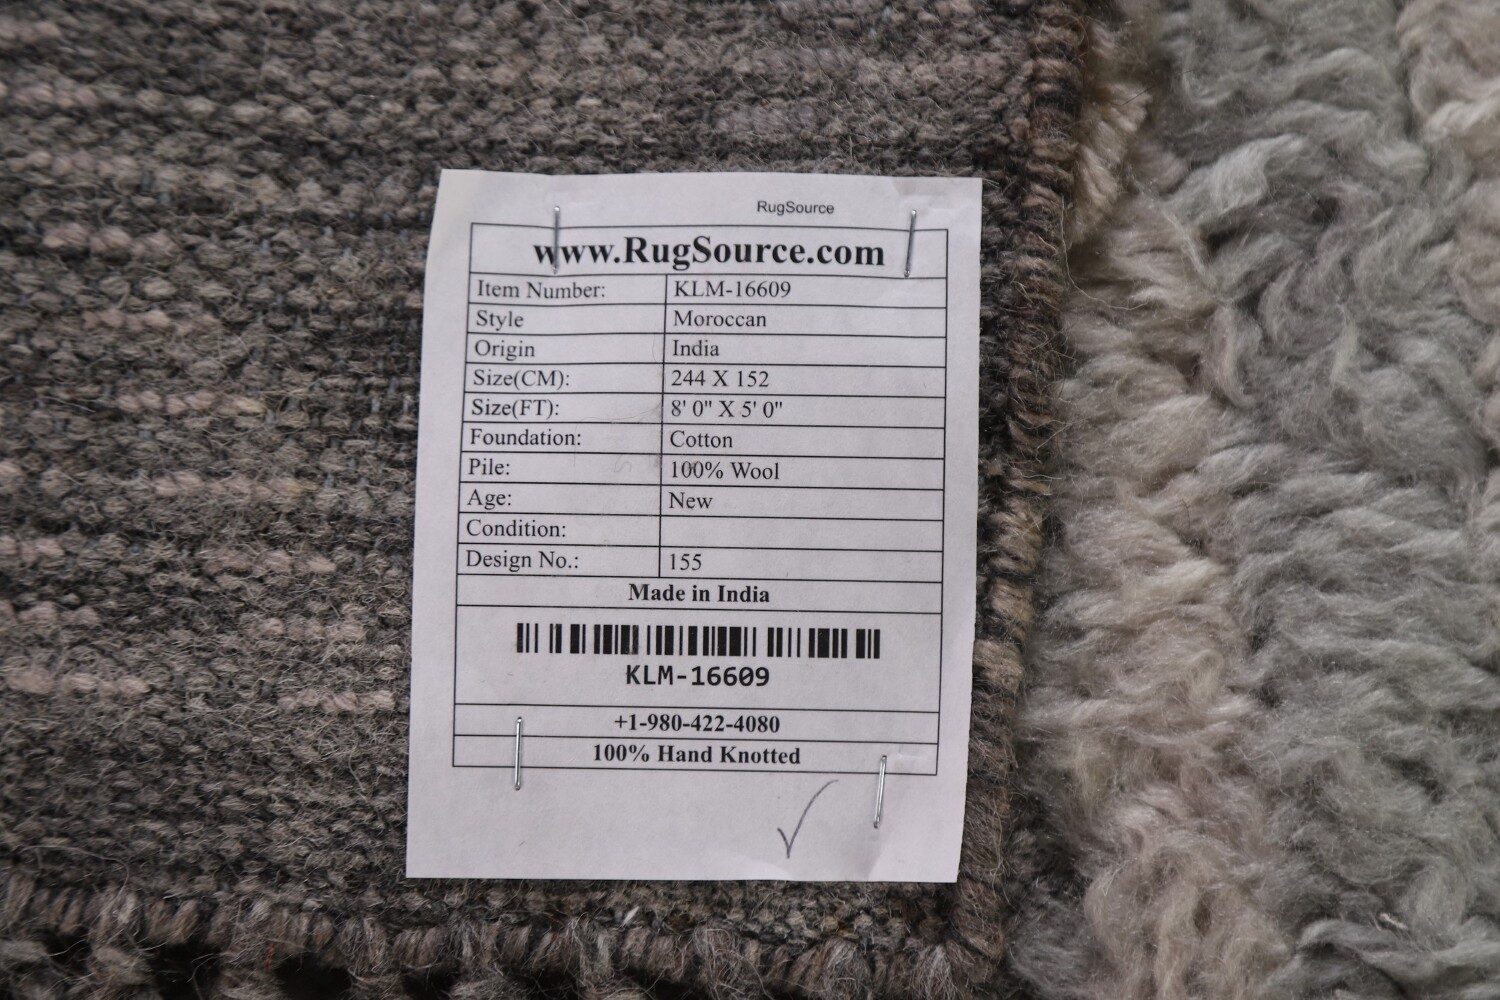 RugSource
www.RugSource.com
Item Number: KLM-16609
Style Moroccan
Origin India
Size(CM): 244 X 152
Size(FT): 8' 0" X 5' 0"
Foundation: Cotton
Pile: 100% Wool
Age: New
Condition:
Design No.: 155
Made in India
KLM-16609
+1-980-422-4080
100% Hand Knotted